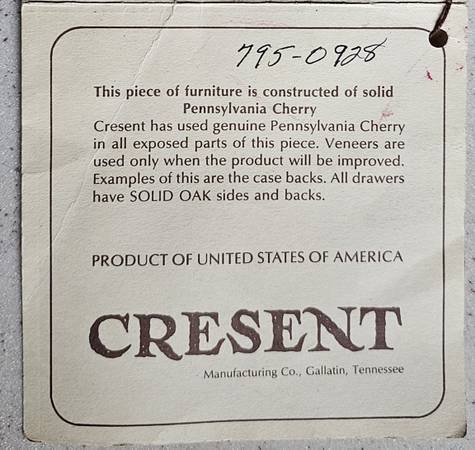 795-0928
This piece of furniture is constructed of solid
Pennsylvania Cherry
Cresent has used genuine Pennsylvania Cherry
in all exposed parts of this piece. Veneers are
used only when the product will be improved.
Examples of this are the case backs. All drawers
have SOLID OAK sides and backs.
PRODUCT OF UNITED STATES OF AMERICA
CRESENT
Manufacturing Co., Gallatin, Tennessee